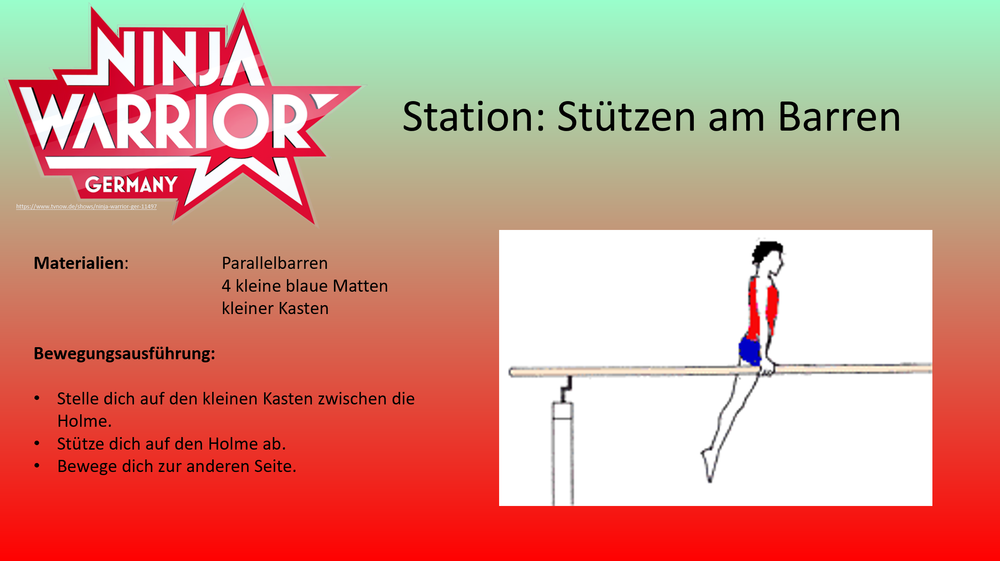 NINJA
WARRIOR
GERMANY
https://www.tvnow.de/shows/ninja-warrior-ger-11497
Station: Stützen am Barren
Materialien: Parallelbarren
4 kleine blaue Matten
kleiner Kasten
Bewegungsausführung:
• Stelle dich auf den kleinen Kasten zwischen die
Holme.
• Stütze dich auf den Holme ab.
• Bewege dich zur anderen Seite.